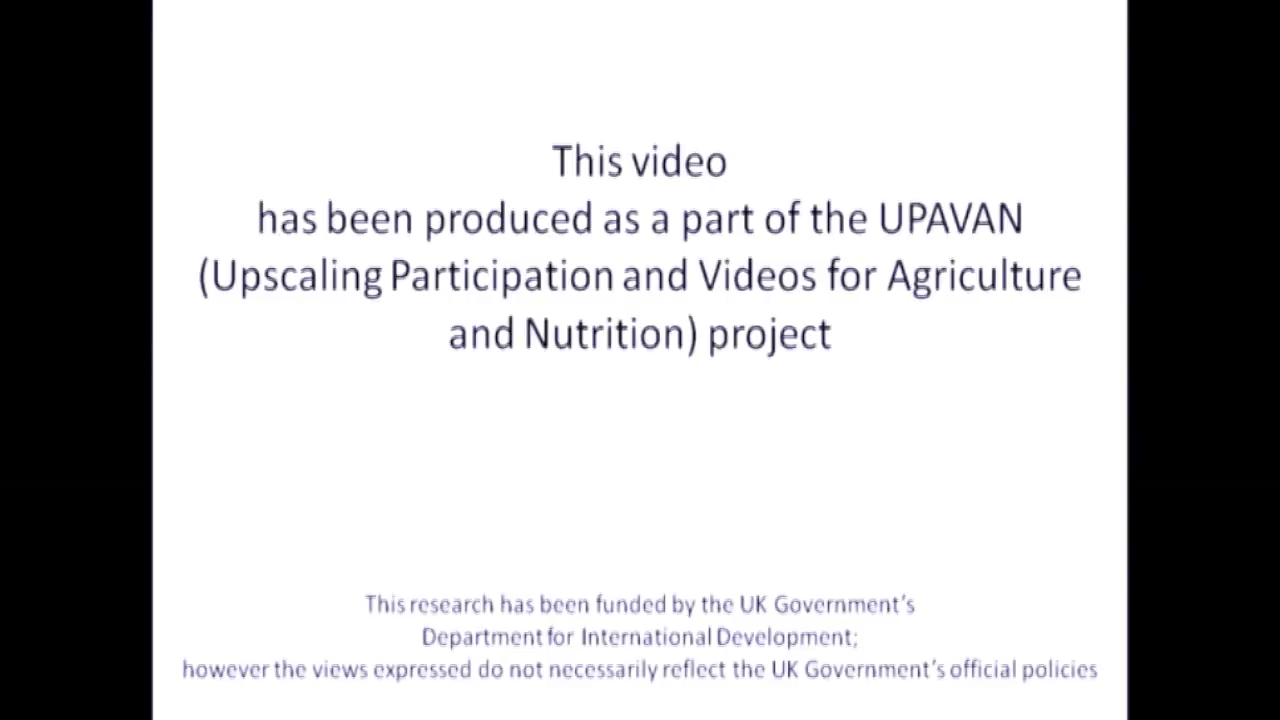 This video
has been produced as a part of the UPAVAN
(Upscaling Participation and Videos for Agriculture
and Nutrition) project
This research has been funded by the UK Government's
Department for International Development;
however the views expressed do not necessarily reflect the UK Government's official policies